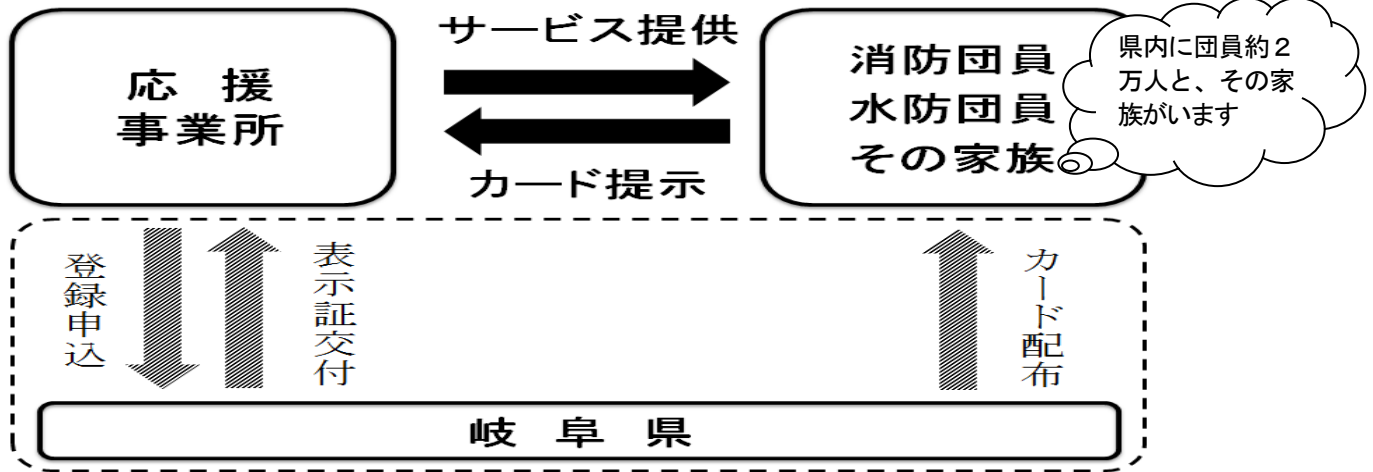 応 援
事業所
サービス提供
カード提示
消防団員
水防団員
その家族
県内に団員約２
万人と、その家
族がいます
登録申込
表示証交付
カード配布
岐 阜 県